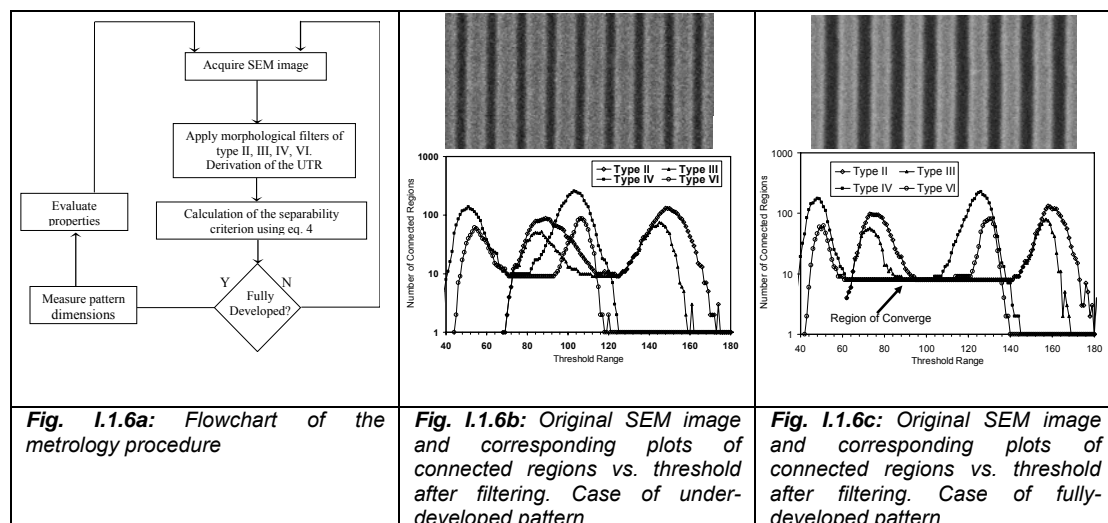 Acquire SEM image
Apply morphological filters of
type II, III, IV, VI.
Derivation of the UTR
Calculation of the separability
criterion using eq. 4
Evaluate
properties
Y
N
Fully
Developed?
Measure pattern
dimensions
Number of Connected Regions
1000
100
10
1
Type II
Type III
Type IV
Type VI
40 60 80 100 120 140 160 180
Threshold Range
Number of Connected Regions
1000
100
10
1
Type II
Type III
Type IV
Type VI
Region of Converge
40 60 80 100 120 140 160 180
Threshold Range
Fig. I.1.6a: Flowchart of the
metrology procedure
Fig. I.1.6b: Original SEM image
and corresponding plots of
connected regions vs. threshold
after filtering. Case of under-
developed pattern
Fig. I.1.6c: Original SEM image
and corresponding plots of
connected regions vs. threshold
after filtering. Case of fully-
developed pattern